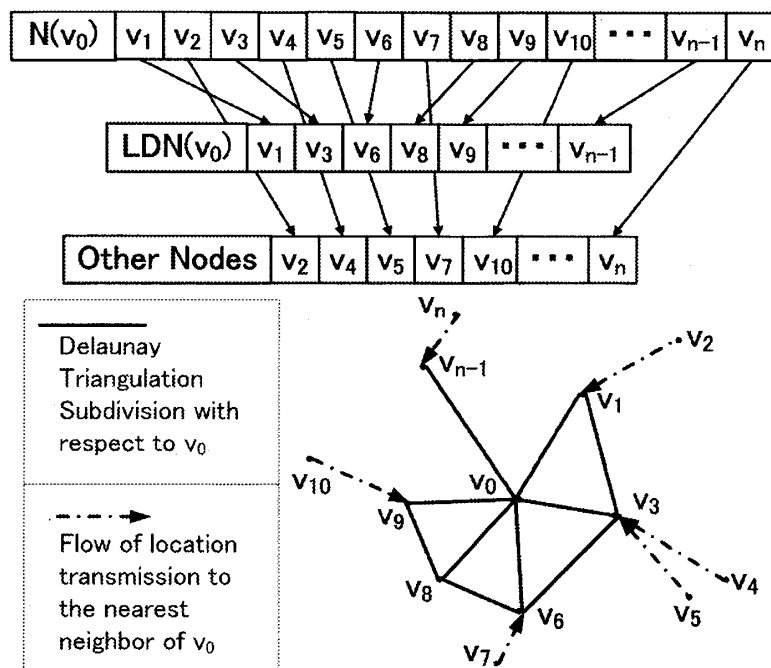 N(v₀) v₁ v₂ v₃ v₄ v₅ v₆ v₇ v₈ v₉ v₁₀ ··· vₙ₋₁ vₙ
LDN(v₀) v₁ v₃ v₆ v₈ v₉ ··· vₙ₋₁
Other Nodes v₂ v₄ v₅ v₇ v₁₀ ··· vₙ
Delaunay
Triangulation
Subdivision with
respect to v₀
Flow of location
transmission to
the nearest
neighbor of v₀
vₙ
vₙ₋₁
v₂
v₁
v₁₀
v₀
v₉
v₃
v₈
v₆
v₄
v₅
v₇